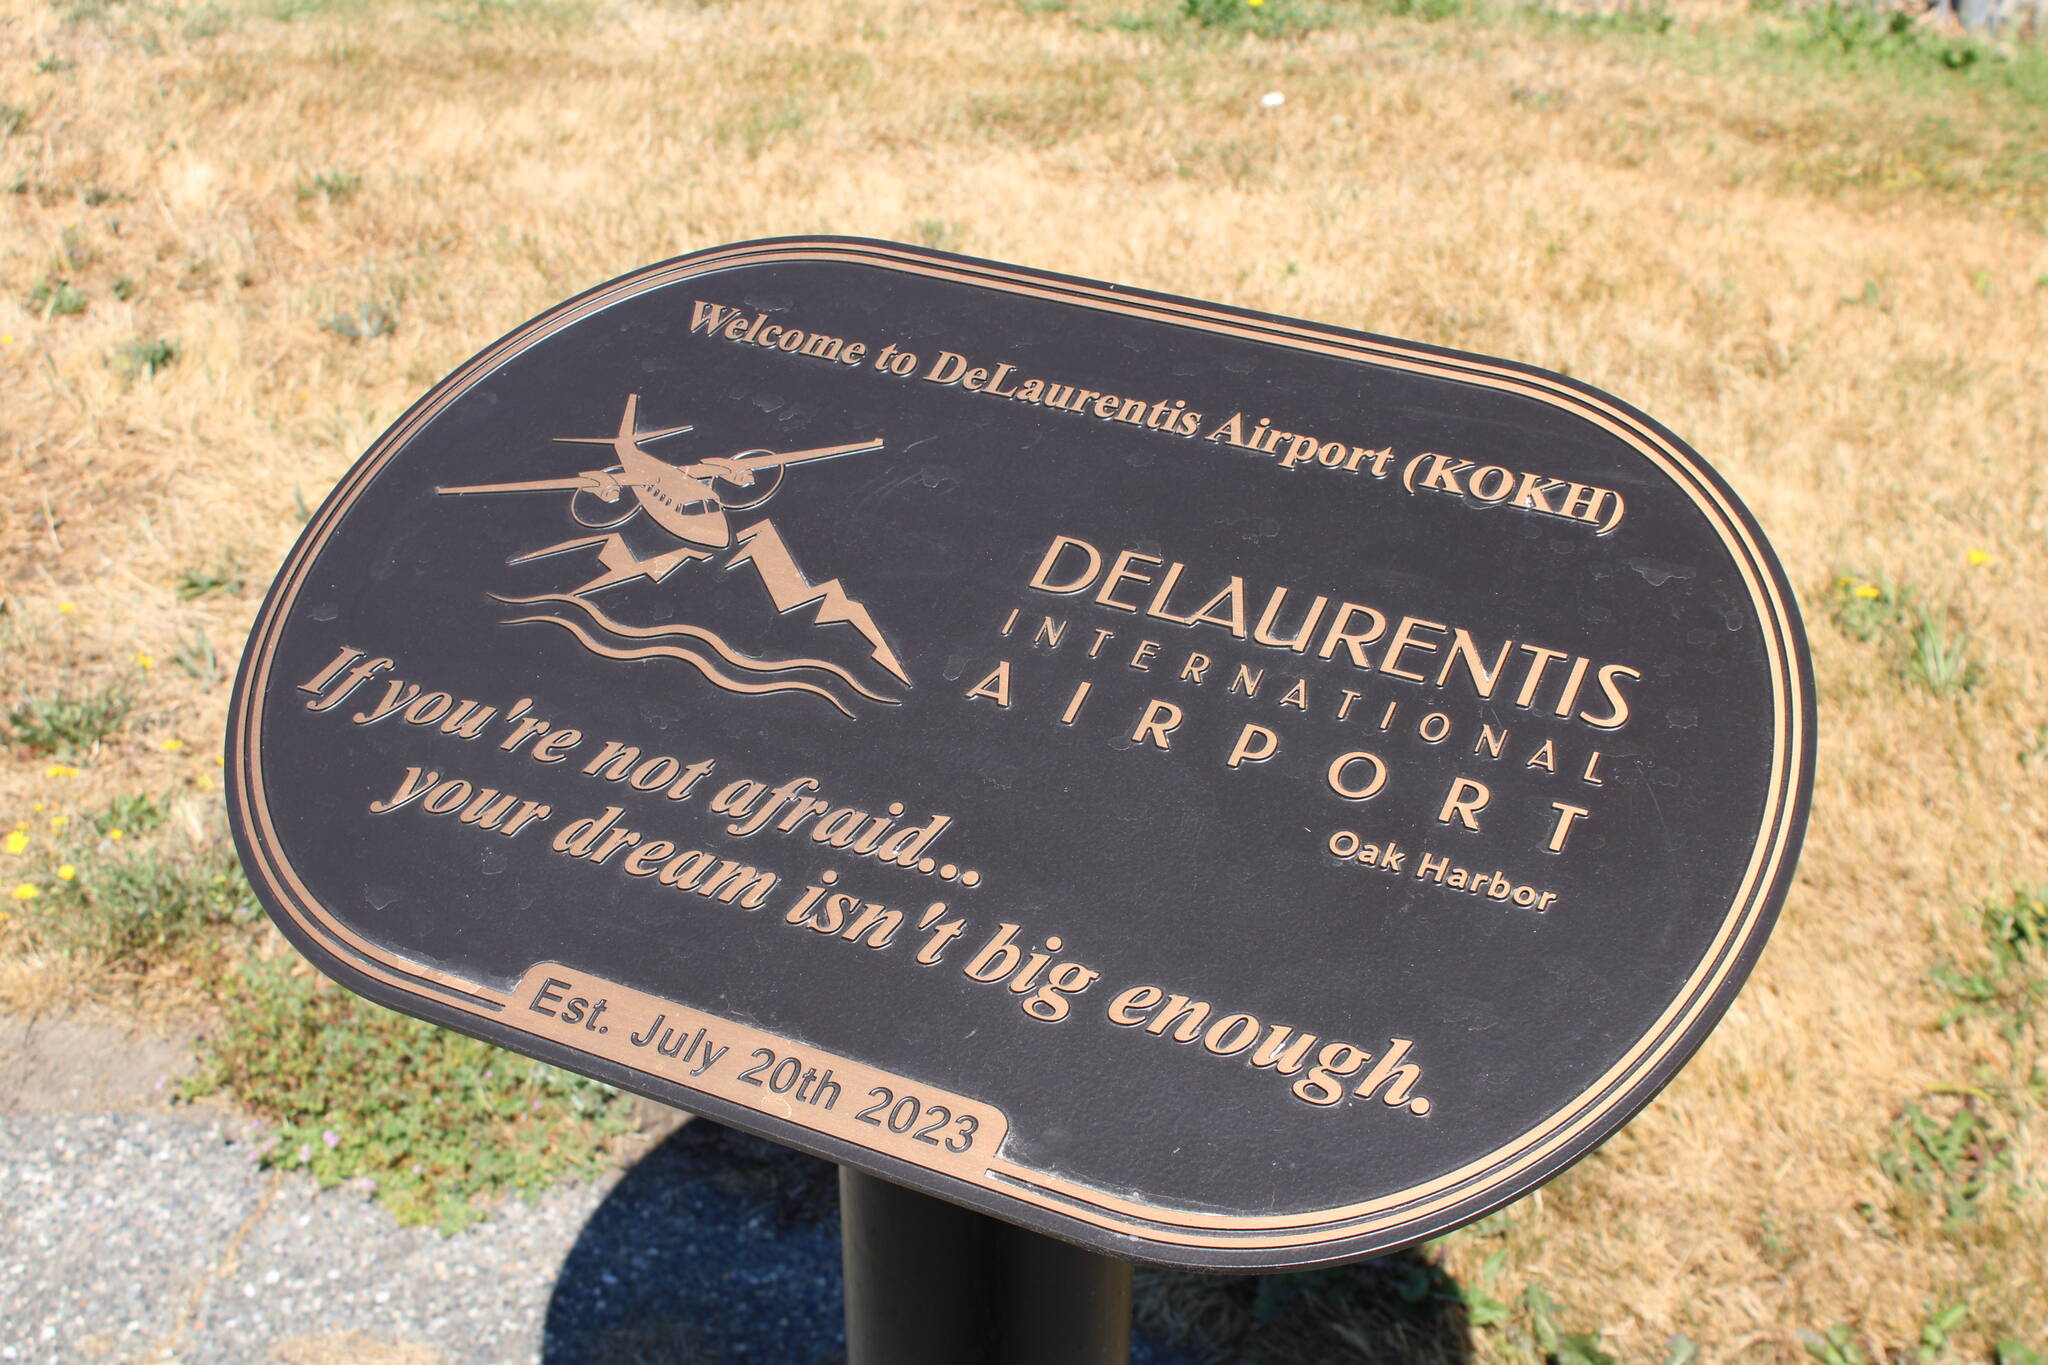 Welcome to DeLaurentis Airport (KOKH)
DELAURENTIS
INTERNATIONAL
AIRPORT
Oak Harbor
If you're not afraid...
your dream isn't big enough.
Est. July 20th 2023